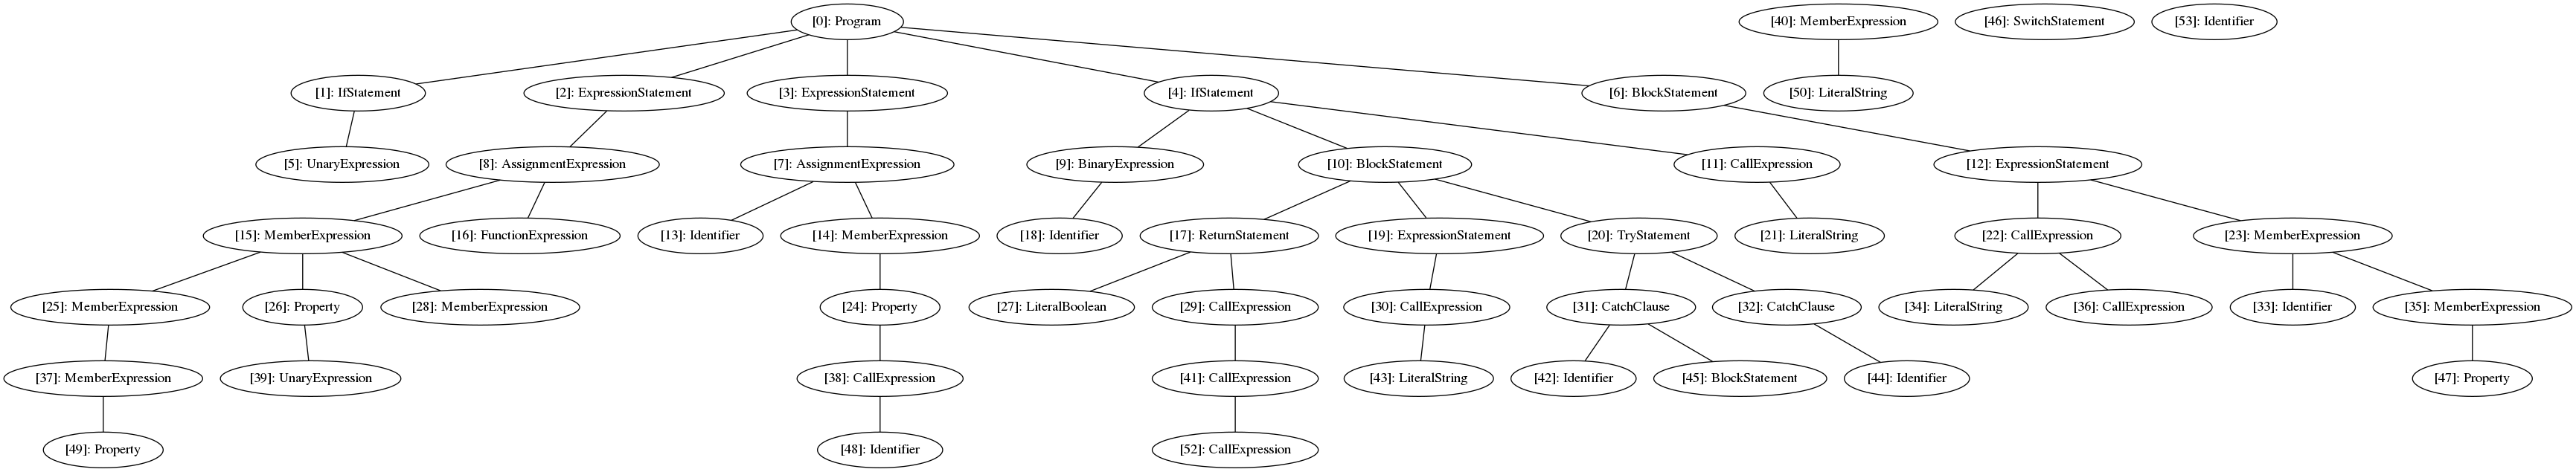 [0]: Program
[40]: MemberExpression
[46]: SwitchStatement
[53]: Identifier
[1]: IfStatement
[2]: ExpressionStatement
[3]: ExpressionStatement
[4]: IfStatement
[6]: BlockStatement
[50]: LiteralString
[5]: UnaryExpression
[8]: AssignmentExpression
[7]: AssignmentExpression
[9]: BinaryExpression
[10]: BlockStatement
[11]: CallExpression
[12]: ExpressionStatement
[15]: MemberExpression
[16]: FunctionExpression
[13]: Identifier
[14]: MemberExpression
[18]: Identifier
[17]: ReturnStatement
[19]: ExpressionStatement
[20]: TryStatement
[21]: LiteralString
[22]: CallExpression
[23]: MemberExpression
[25]: MemberExpression
[26]: Property
[28]: MemberExpression
[24]: Property
[27]: LiteralBoolean
[29]: CallExpression
[30]: CallExpression
[31]: CatchClause
[32]: CatchClause
[34]: LiteralString
[36]: CallExpression
[33]: Identifier
[35]: MemberExpression
[37]: MemberExpression
[39]: UnaryExpression
[38]: CallExpression
[41]: CallExpression
[43]: LiteralString
[42]: Identifier
[45]: BlockStatement
[44]: Identifier
[47]: Property
[49]: Property
[48]: Identifier
[52]: CallExpression